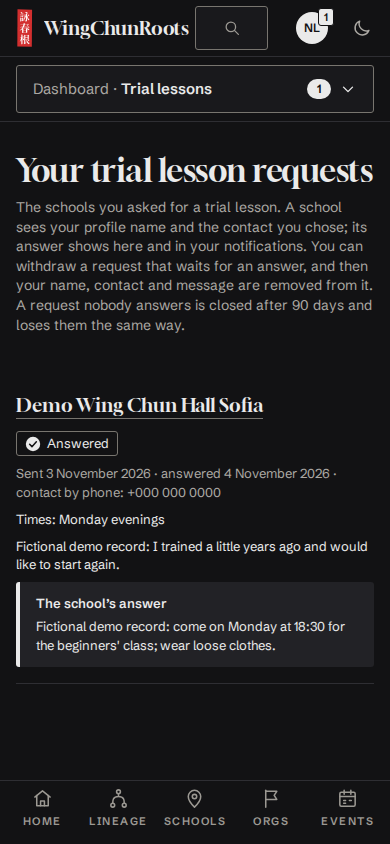 詠春根
WingChunRoots
NL
1
Dashboard · Trial lessons
1
Your trial lesson requests
The schools you asked for a trial lesson. A school
sees your profile name and the contact you chose; its
answer shows here and in your notifications. You can
withdraw a request that waits for an answer, and then
your name, contact and message are removed from it.
A request nobody answers is closed after 90 days and
loses them the same way.
Demo Wing Chun Hall Sofia
Answered
Sent 3 November 2026 · answered 4 November 2026 ·
contact by phone: +000 000 0000
Times: Monday evenings
Fictional demo record: I trained a little years ago and would
like to start again.
The school’s answer
Fictional demo record: come on Monday at 18:30 for
the beginners’ class; wear loose clothes.
HOME
LINEAGE
SCHOOLS
ORGS
EVENTS